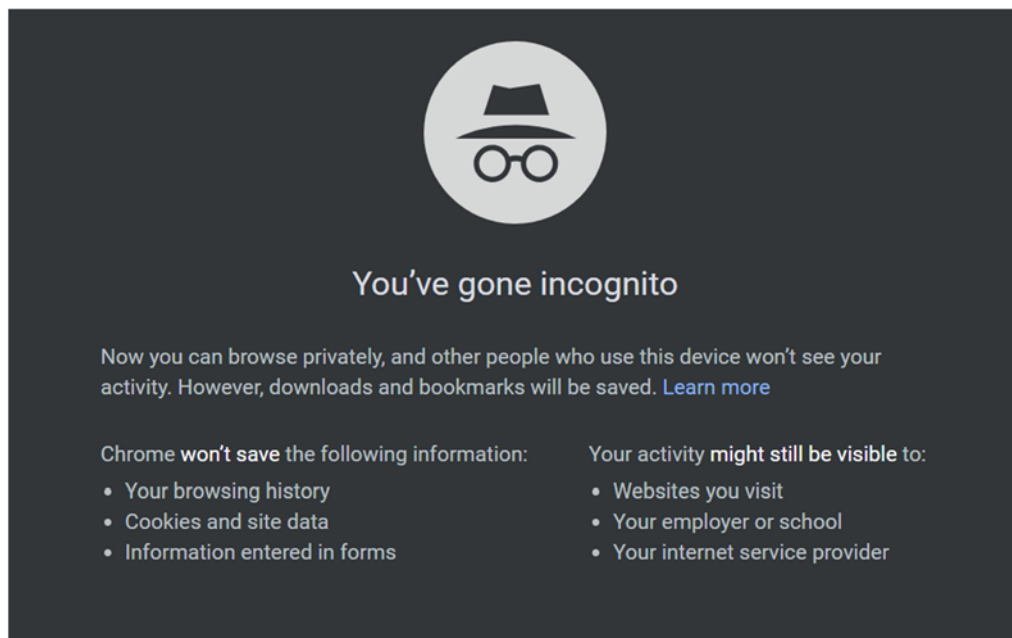 You've gone incognito
Now you can browse privately, and other people who use this device won't see your
activity. However, downloads and bookmarks will be saved. Learn more
Chrome won't save the following information:
• Your browsing history
• Cookies and site data
• Information entered in forms
Your activity might still be visible to:
• Websites you visit
• Your employer or school
• Your internet service provider